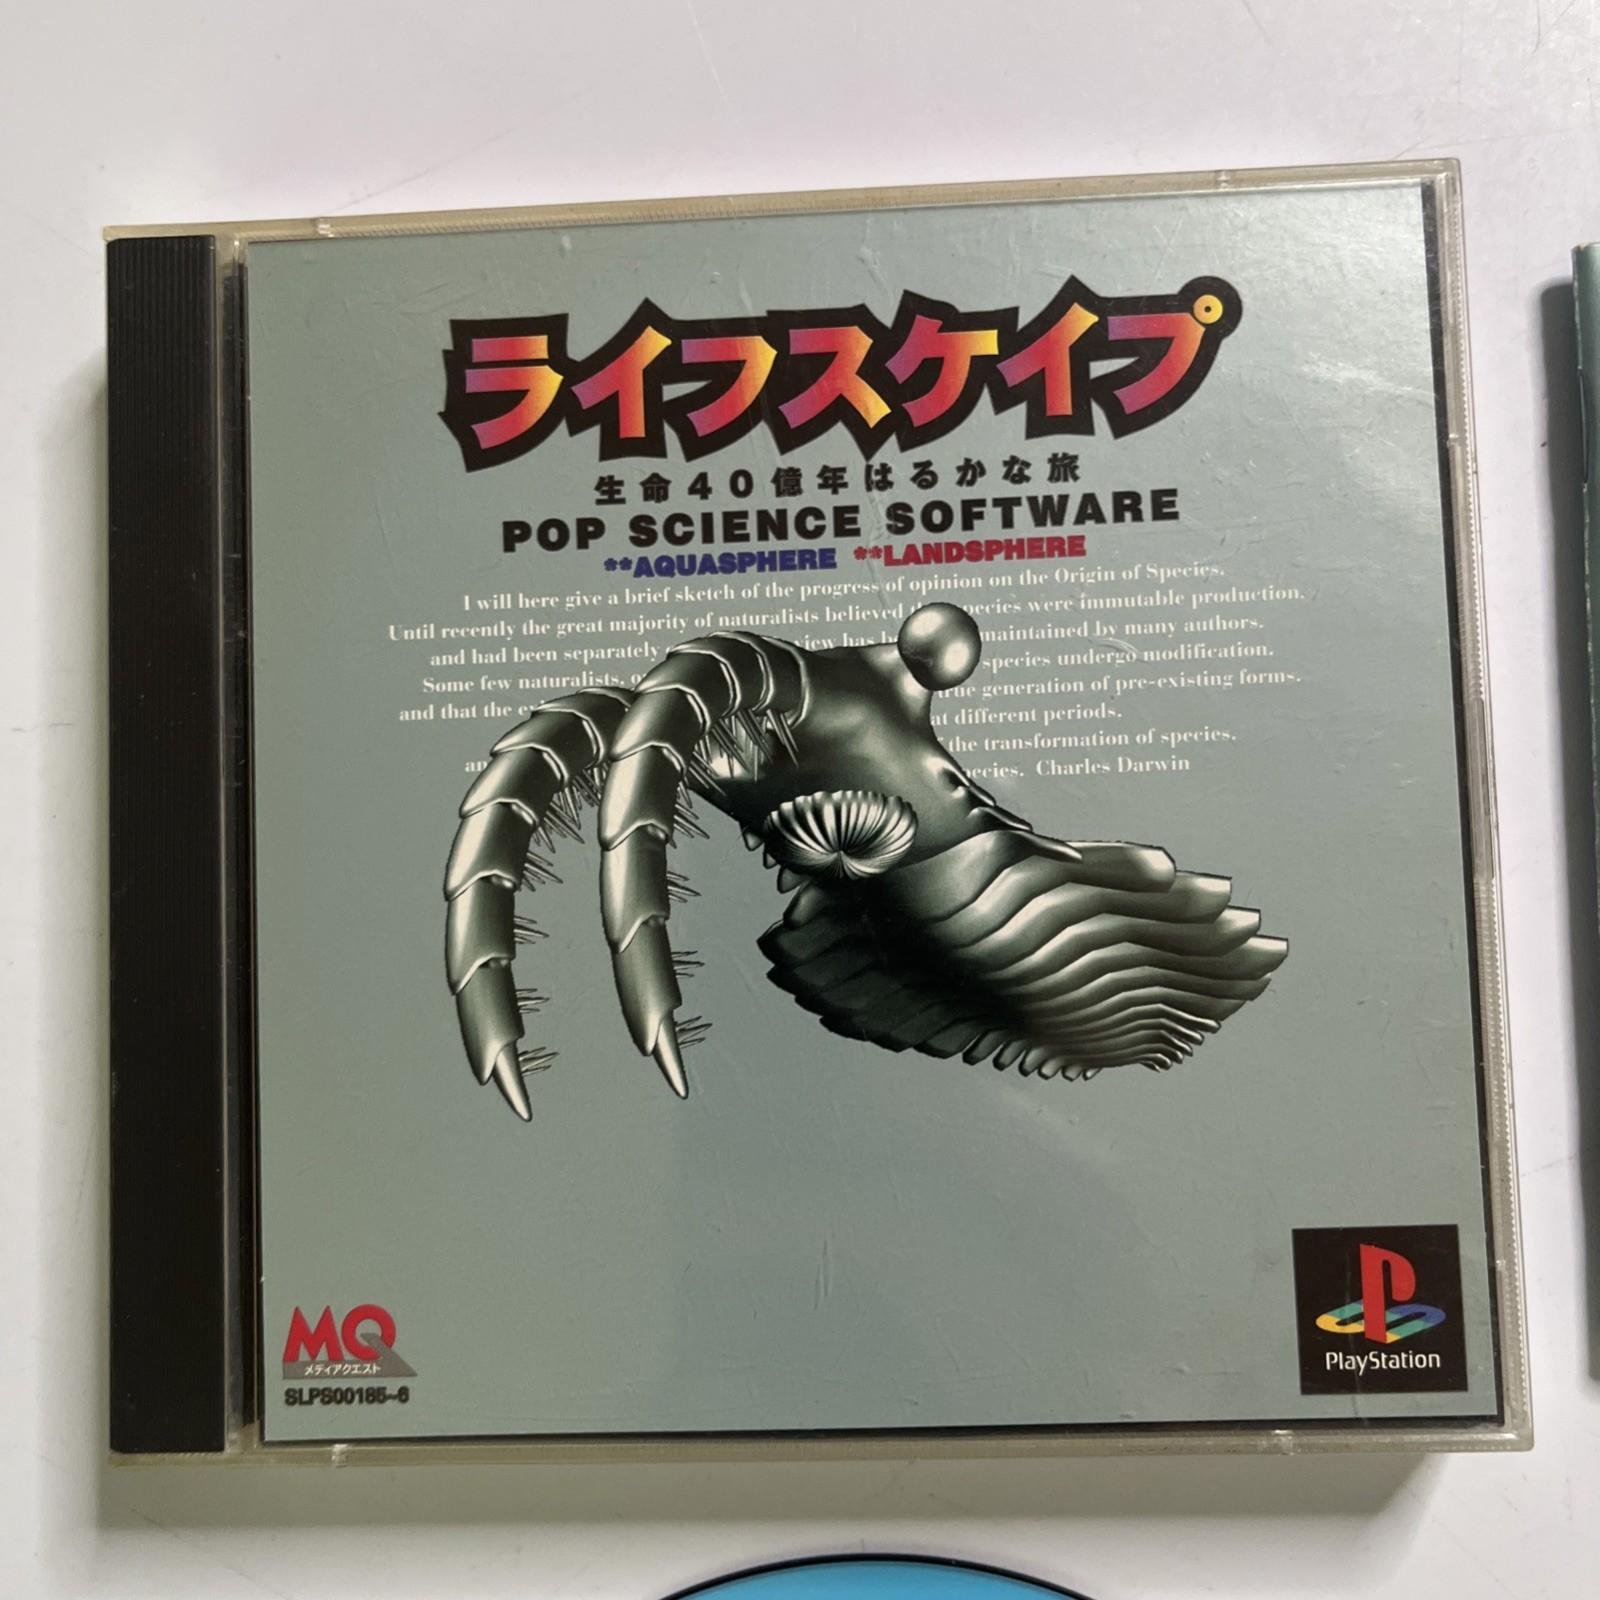 ライフスケイプ
生命40億年はるかな旅
POP SCIENCE SOFTWARE
**AQUASPHERE **LANDSPHERE
I will here give a brief sketch of the progress of opinion on the Origin of Species.
Until recently the great majority of naturalists believed species were immutable production.
and had been separately view has maintained by many authors.
Some few naturalists, species undergo modification.
and that the generation of pre-existing forms.
at different periods.
the transformation of species.
Charles Darwin
MQ
メディアクエスト
SLPS00185~6
PlayStation